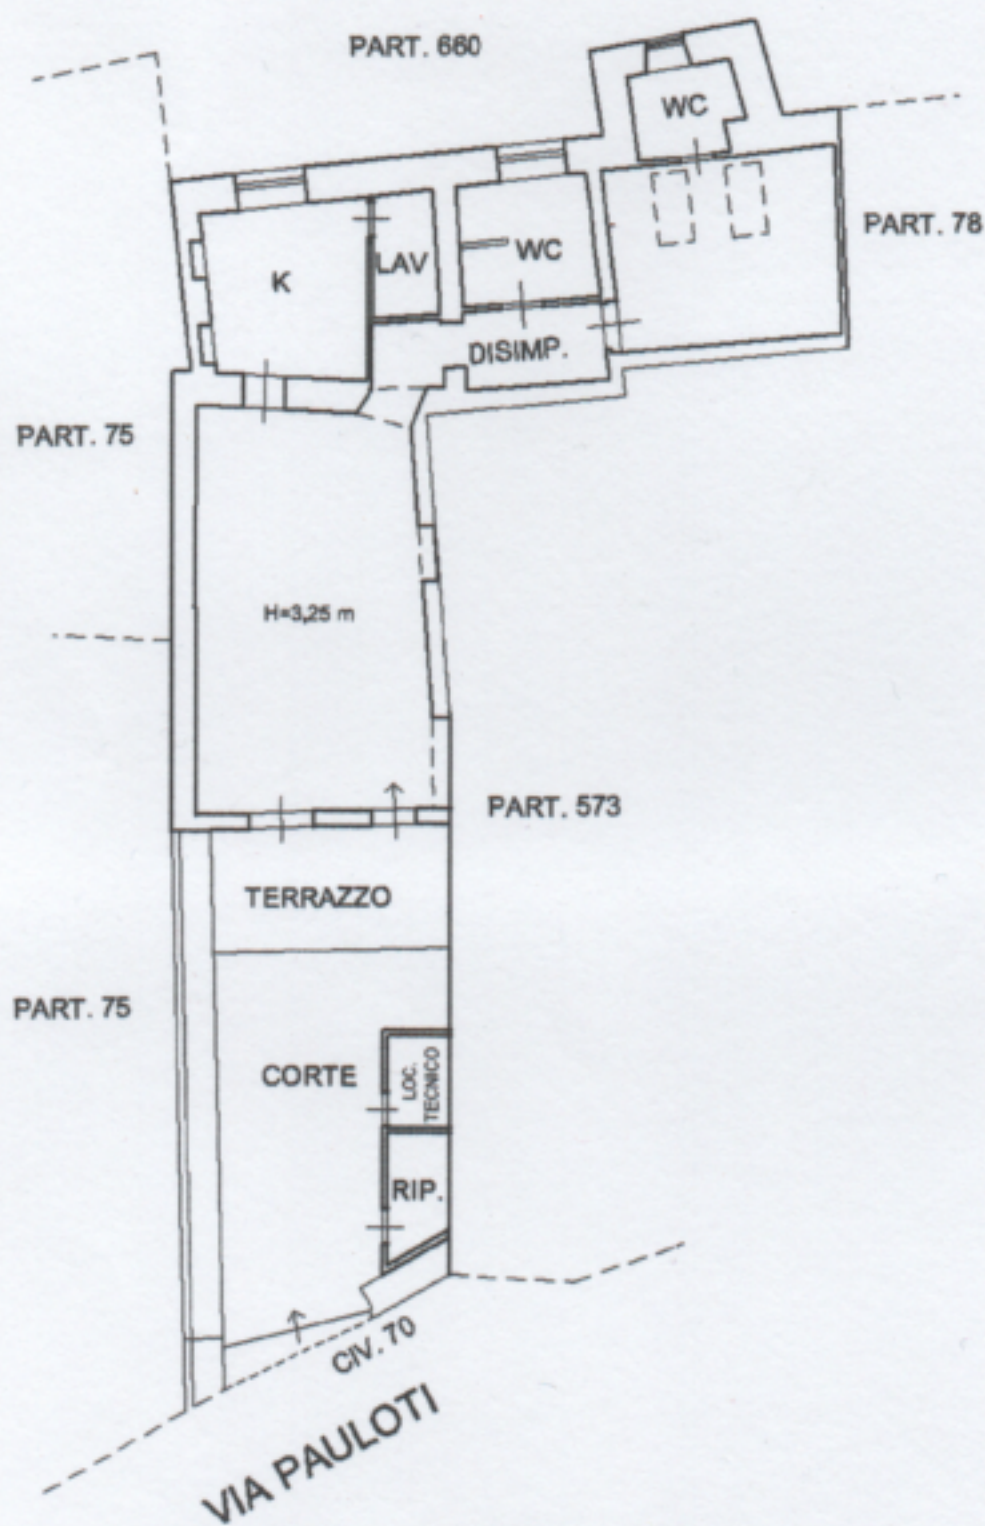 PART. 660
WC
PART. 78
K
LAV
WC
DISIMP.
PART. 75
H=3,25 m
PART. 573
TERRAZZO
PART. 75
CORTE
LOC.
TECNICO
RIP.
CIV. 70
VIA PAULOTI